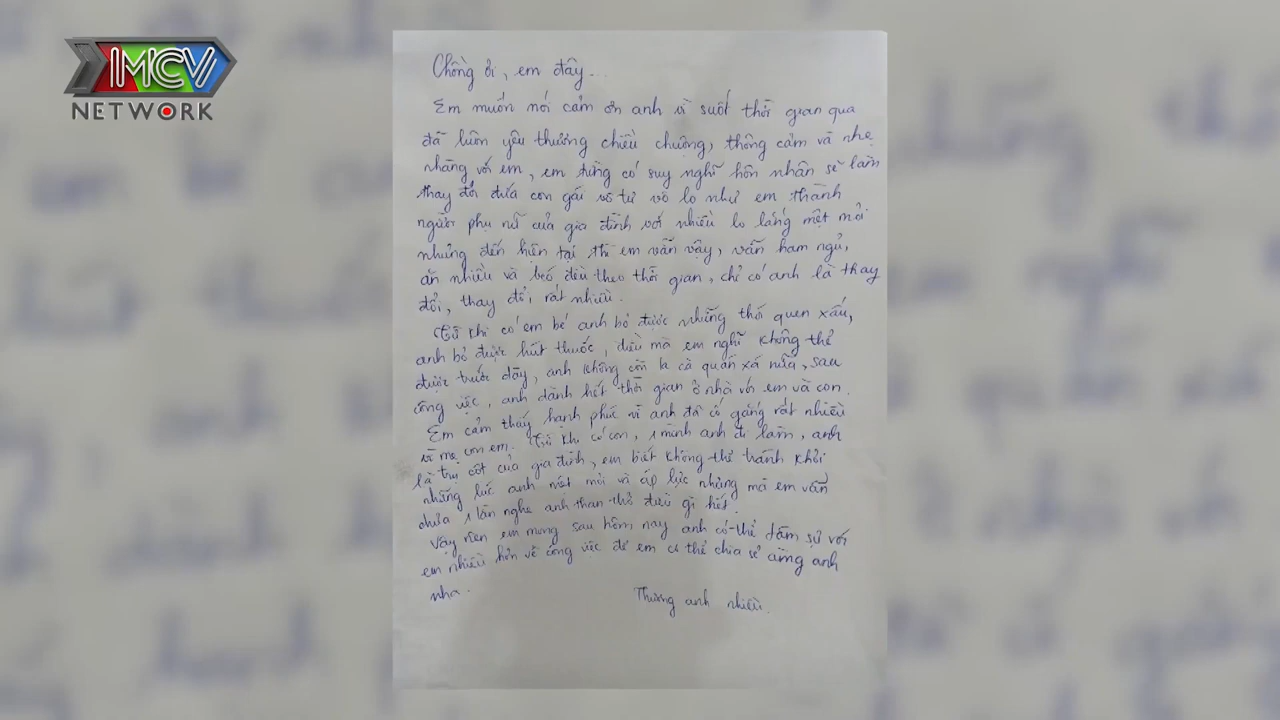 MCV
NETWORK
Chồng ơi, em đây...
Em muốn nói cảm ơn anh vì suốt thời gian qua
đã luôn yêu thương chiều chuộng, thông cảm và nhẹ
nhàng với em, em từng có suy nghĩ hôn nhân sẽ làm
thay đổi đứa con gái vô tư vô lo như em thành
người phụ nữ của gia đình với nhiều lo lắng mệt mỏi
nhưng đến hiện tại thì em vẫn vậy, vẫn ham ngủ,
ăn nhiều và béo đều theo thời gian, chỉ có anh là thay
đổi, thay đổi rất nhiều.
Từ khi có em bé anh bỏ được những thói quen xấu,
anh bỏ được hút thuốc, điều mà em nghĩ không thể
được trước đây, anh không còn la cà quán xá nữa, sau
công việc, anh dành hết thời gian ở nhà với em và con.
Em cảm thấy hạnh phúc vì anh đã cố gắng rất nhiều
vì mẹ con em. Từ khi có con, 1 mình anh đi làm, anh
là trụ cột của gia đình, em biết không thể tránh khỏi
những lúc anh mệt mỏi và áp lực nhưng mà em vẫn
chưa 1 lần nghe anh than thở điều gì hết.
Vậy nên em mong sau hôm nay anh có thể tâm sự với
em nhiều hơn về công việc để em có thể chia sẻ cùng anh
nha.
Thương anh nhiều.